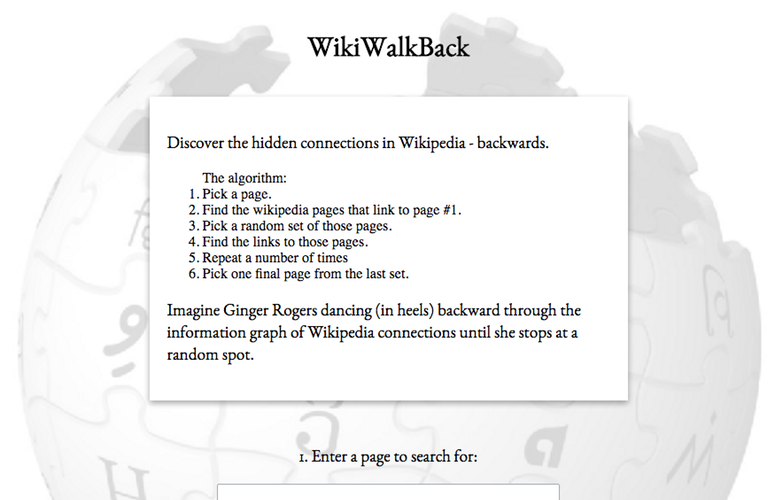 WikiWalkBack
Discover the hidden connections in Wikipedia - backwards.
The algorithm:
1. Pick a page.
2. Find the wikipedia pages that link to page #1.
3. Pick a random set of those pages.
4. Find the links to those pages.
5. Repeat a number of times
6. Pick one final page from the last set.
Imagine Ginger Rogers dancing (in heels) backward through the
information graph of Wikipedia connections until she stops at a
random spot.
1. Enter a page to search for: